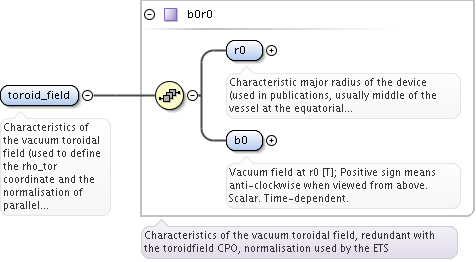 b0r0
r0
Characteristic major radius of the device
(used in publications, usually middle of the
vessel at the equatorial...
toroid_field
Characteristics of
the vacuum toroidal
field (used to define
the rho_tor
coordinate and the
normalisation of
parallel...
b0
Vacuum field at r0 [T]; Positive sign means
anti-clockwise when viewed from above.
Scalar. Time-dependent.
Characteristics of the vacuum toroidal field, redundant with
the toroidfield CPO, normalisation used by the ETS